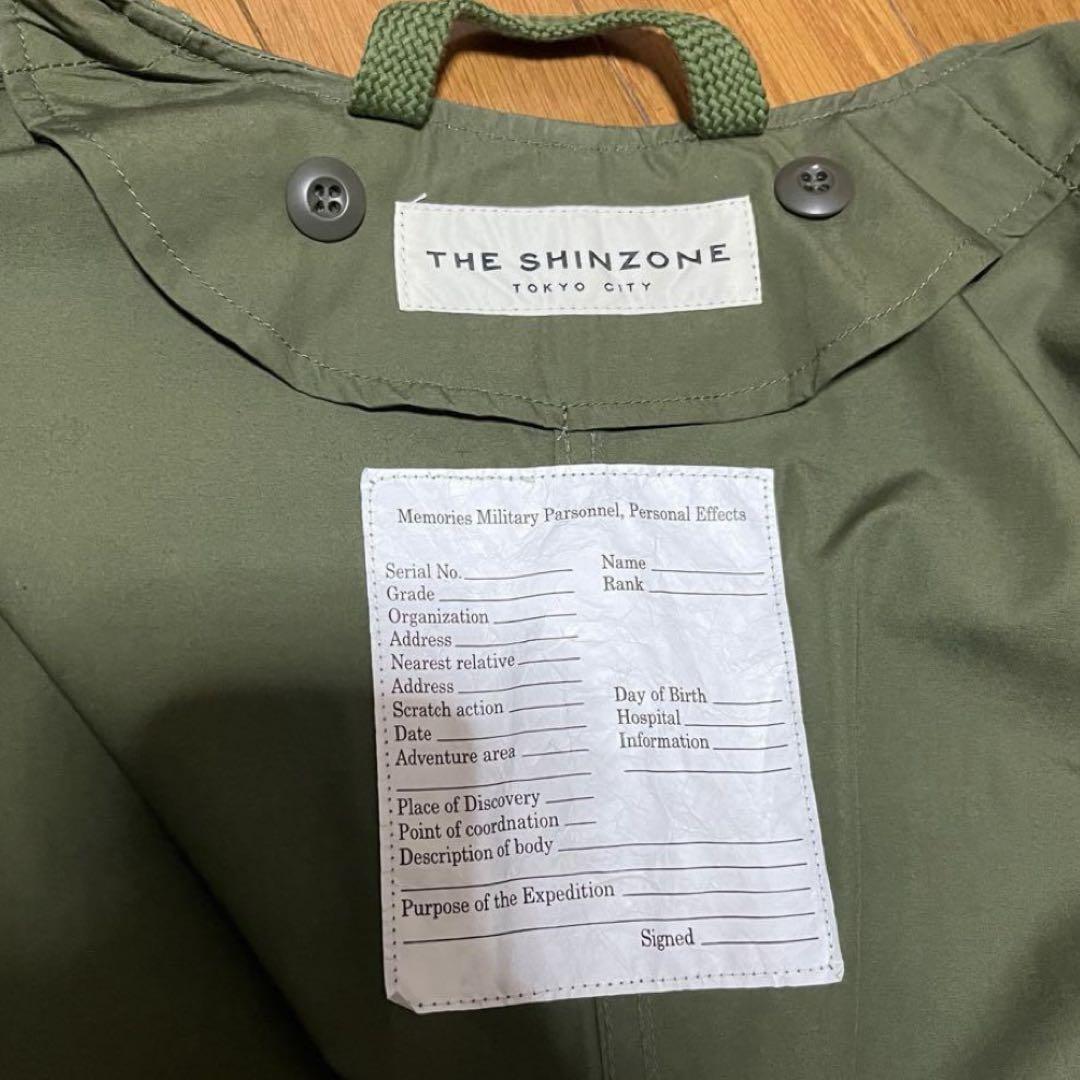 THE SHINZONE
TOKYO CITY
Memories Military Parsonnel, Personal Effects
Serial No.
Name
Grade
Rank
Organization
Address
Nearest relative
Address
Day of Birth
Scratch action
Hospital
Date
Information
Adventure area
Place of Discovery
Point of coordnation
Description of body
Purpose of the Expedition
Signed